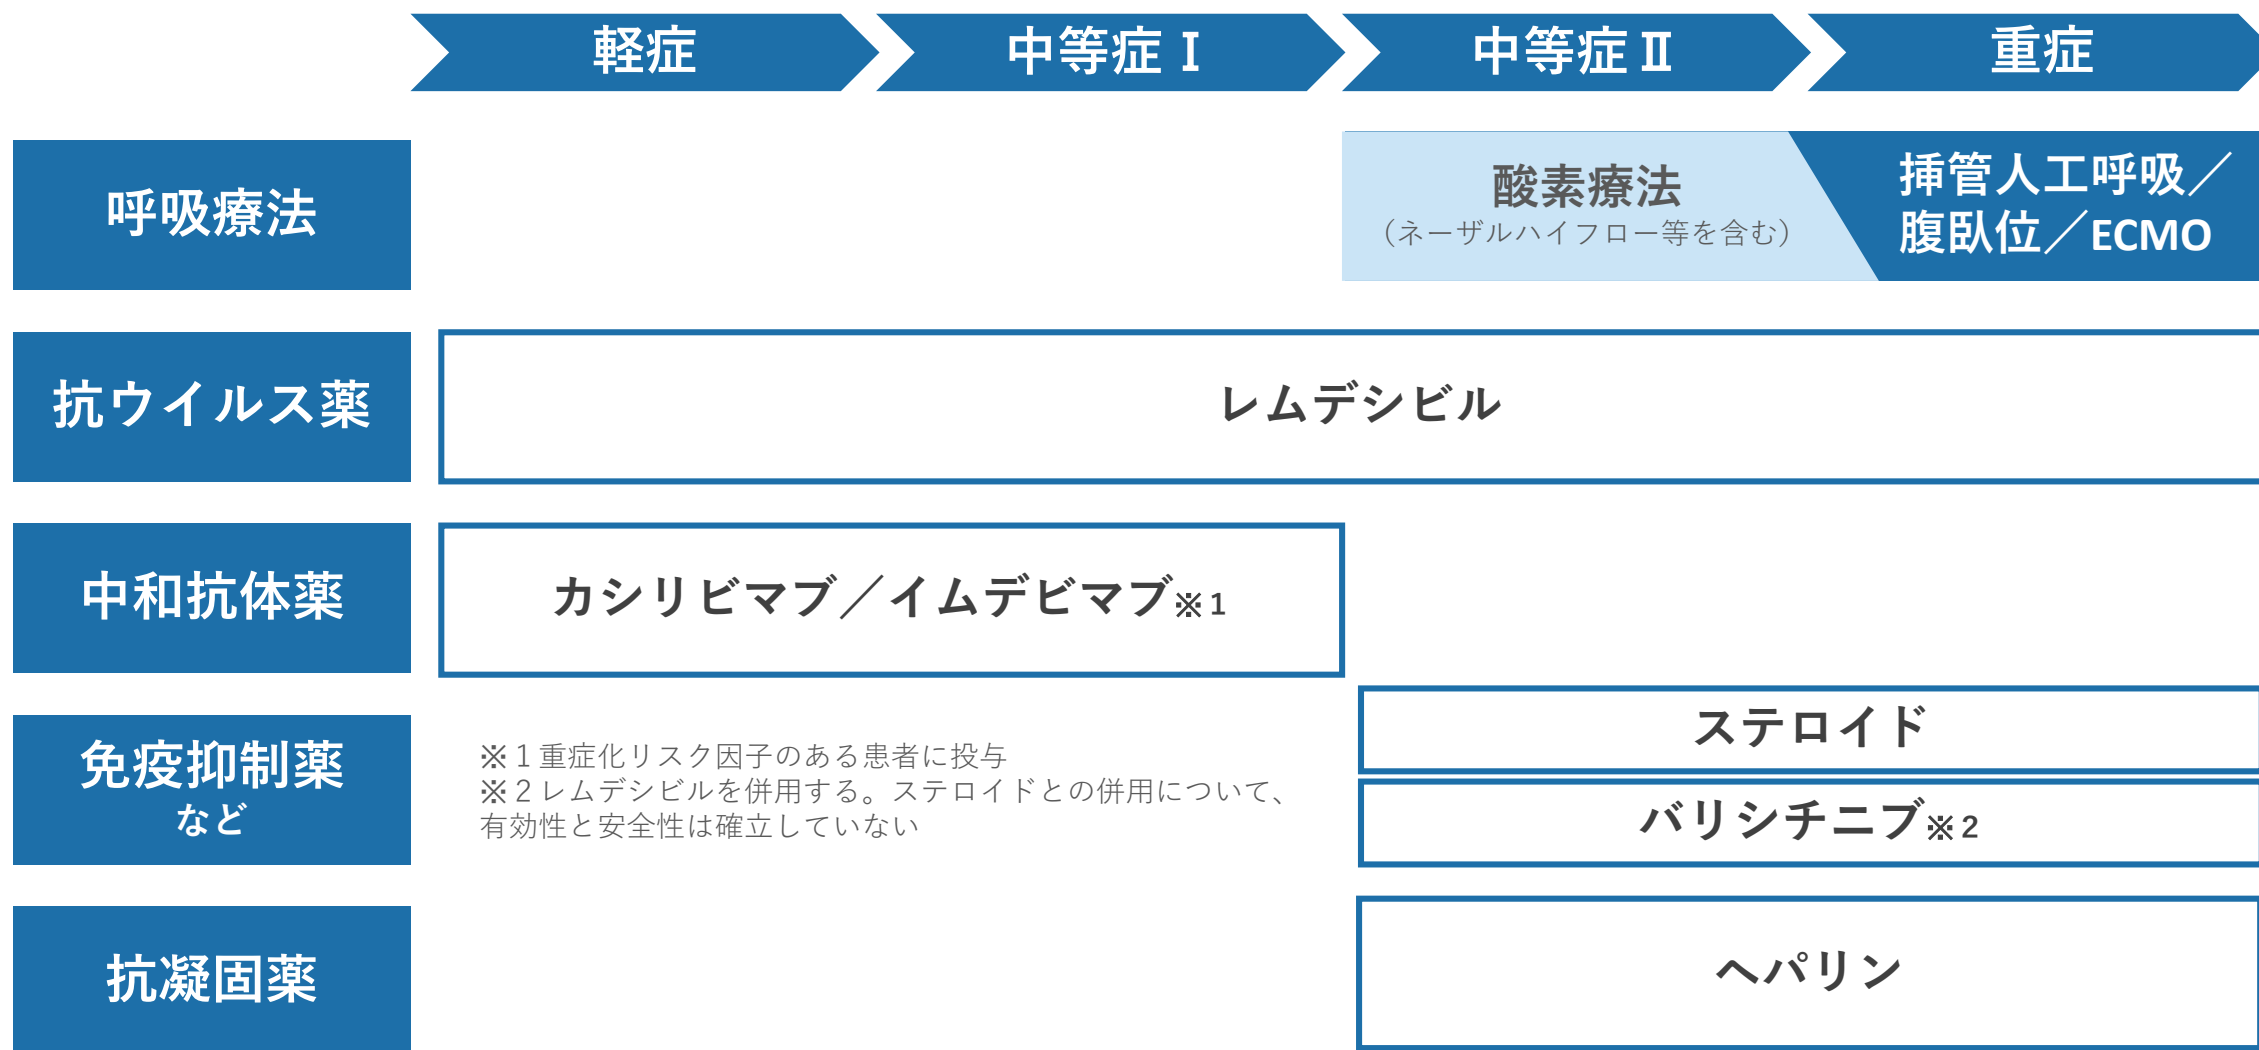 軽症
中等症 Ⅰ
中等症 Ⅱ
重症
呼吸療法
酸素療法
（ネーザルハイフロー等を含む）
挿管人工呼吸／
腹臥位／ECMO
抗ウイルス薬
レムデシビル
中和抗体薬
カシリビマブ／イムデビマブ※1
免疫抑制薬
など
※１重症化リスク因子のある患者に投与
※２レムデシビルを併用する。ステロイドとの併用について、
有効性と安全性は確立していない
ステロイド
バリシチニブ※2
抗凝固薬
ヘパリン